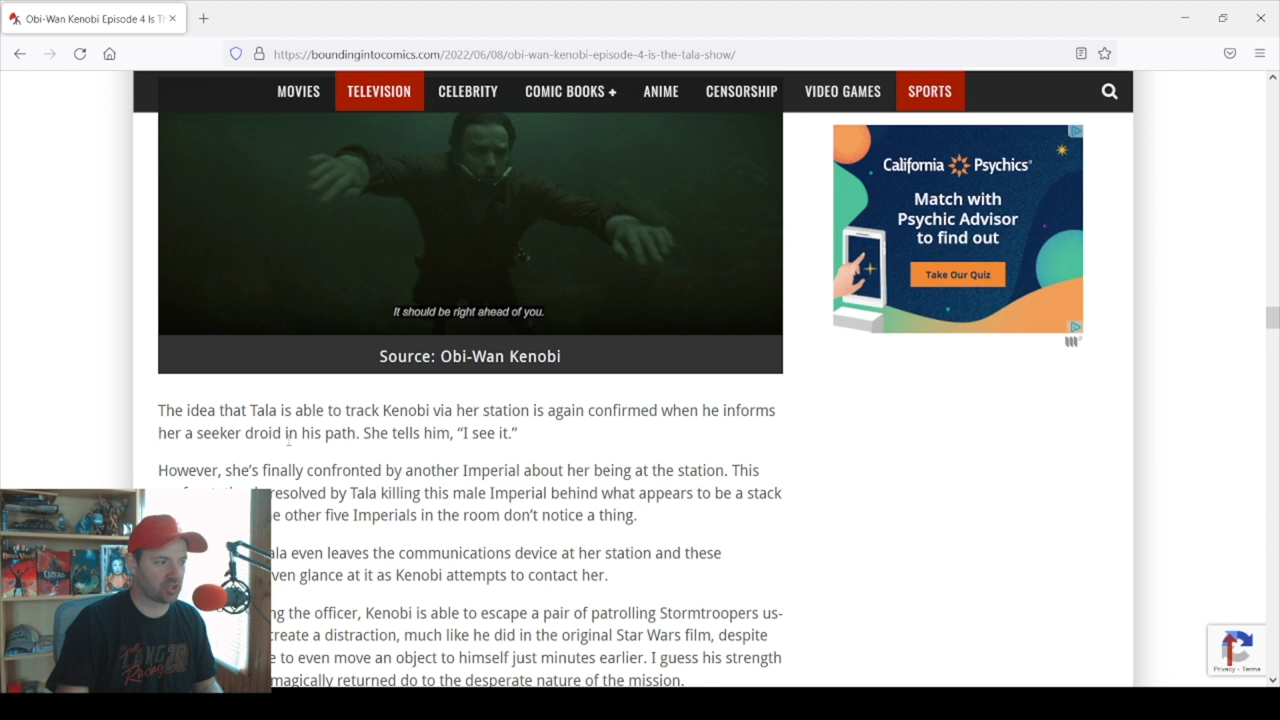 Obi-Wan Kenobi Episode 4 Is Th
https://boundingintocomics.com/2022/06/08/obi-wan-kenobi-episode-4-is-the-tala-show/
MOVIES TELEVISION CELEBRITY COMIC BOOKS + ANIME CENSORSHIP VIDEO GAMES SPORTS
It should be right ahead of you.
Source: Obi-Wan Kenobi
California Psychics
Match with
Psychic Advisor
to find out
Take Our Quiz
The idea that Tala is able to track Kenobi via her station is again confirmed when he informs
her a seeker droid in his path. She tells him, “I see it.”
However, she’s finally confronted by another Imperial about her being at the station. This
resolved by Tala killing this male Imperial behind what appears to be a stack
e other five Imperials in the room don’t notice a thing.
ala even leaves the communications device at her station and these
ven glance at it as Kenobi attempts to contact her.
ng the officer, Kenobi is able to escape a pair of patrolling Stormtroopers us-
create a distraction, much like he did in the original Star Wars film, despite
e to even move an object to himself just minutes earlier. I guess his strength
magically returned do to the desperate nature of the mission.
Privacy - Terms